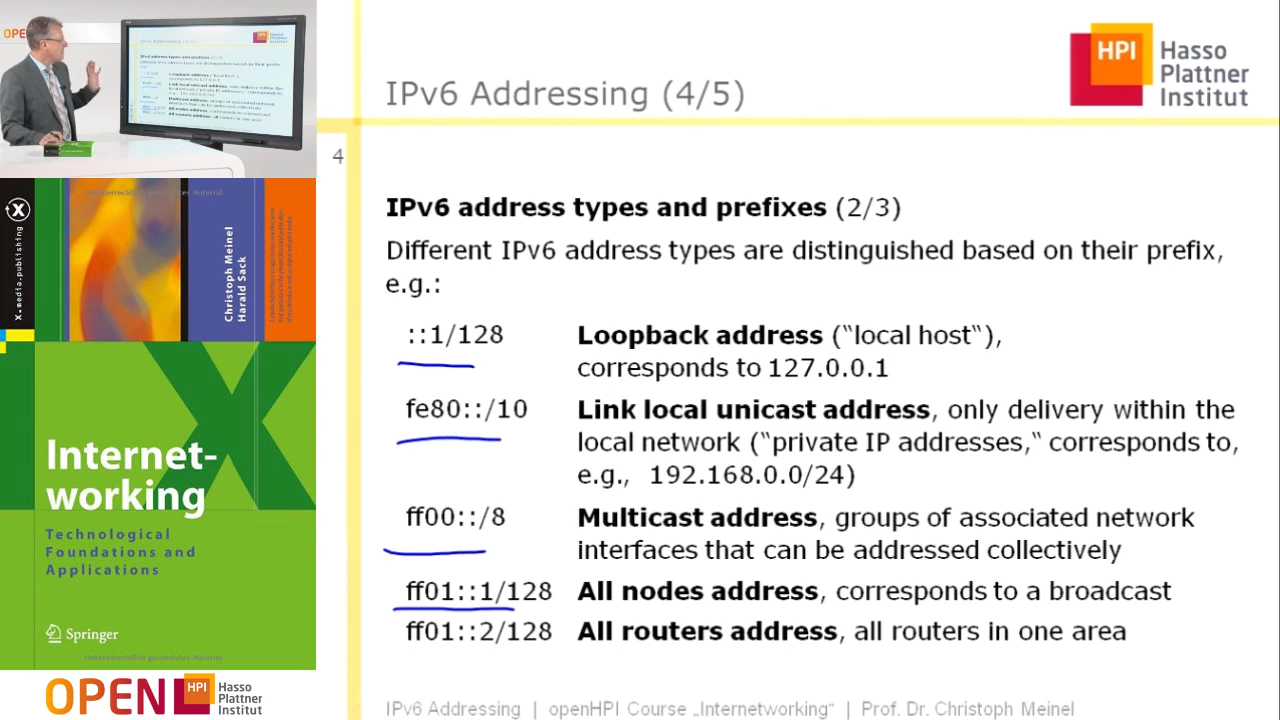 OPEN
IPv6 Addressing (4/5)
HPI Hasso
Plattner
Institut
4
IPv6 address types and prefixes (2/3)
Different IPv6 address types are distinguished based on their prefix,
e.g.:
::1/128 Loopback address ("local host"),
corresponds to 127.0.0.1
fe80::/10 Link local unicast address, only delivery within the
local network ("private IP addresses," corresponds to,
e.g., 192.168.0.0/24)
ff00::/8 Multicast address, groups of associated network
interfaces that can be addressed collectively
ff01::1/128 All nodes address, corresponds to a broadcast
ff01::2/128 All routers address, all routers in one area
IPv6 Addressing | openHPI Course „Internetworking“ | Prof. Dr. Christoph Meinel
X.media.publishing
Christoph Meinel
Harald Sack
Internet-
working
Technological
Foundations and
Applications
Springer
Urheberrechtlich geschütztes Material
OPEN HPI Hasso
Plattner
Institut